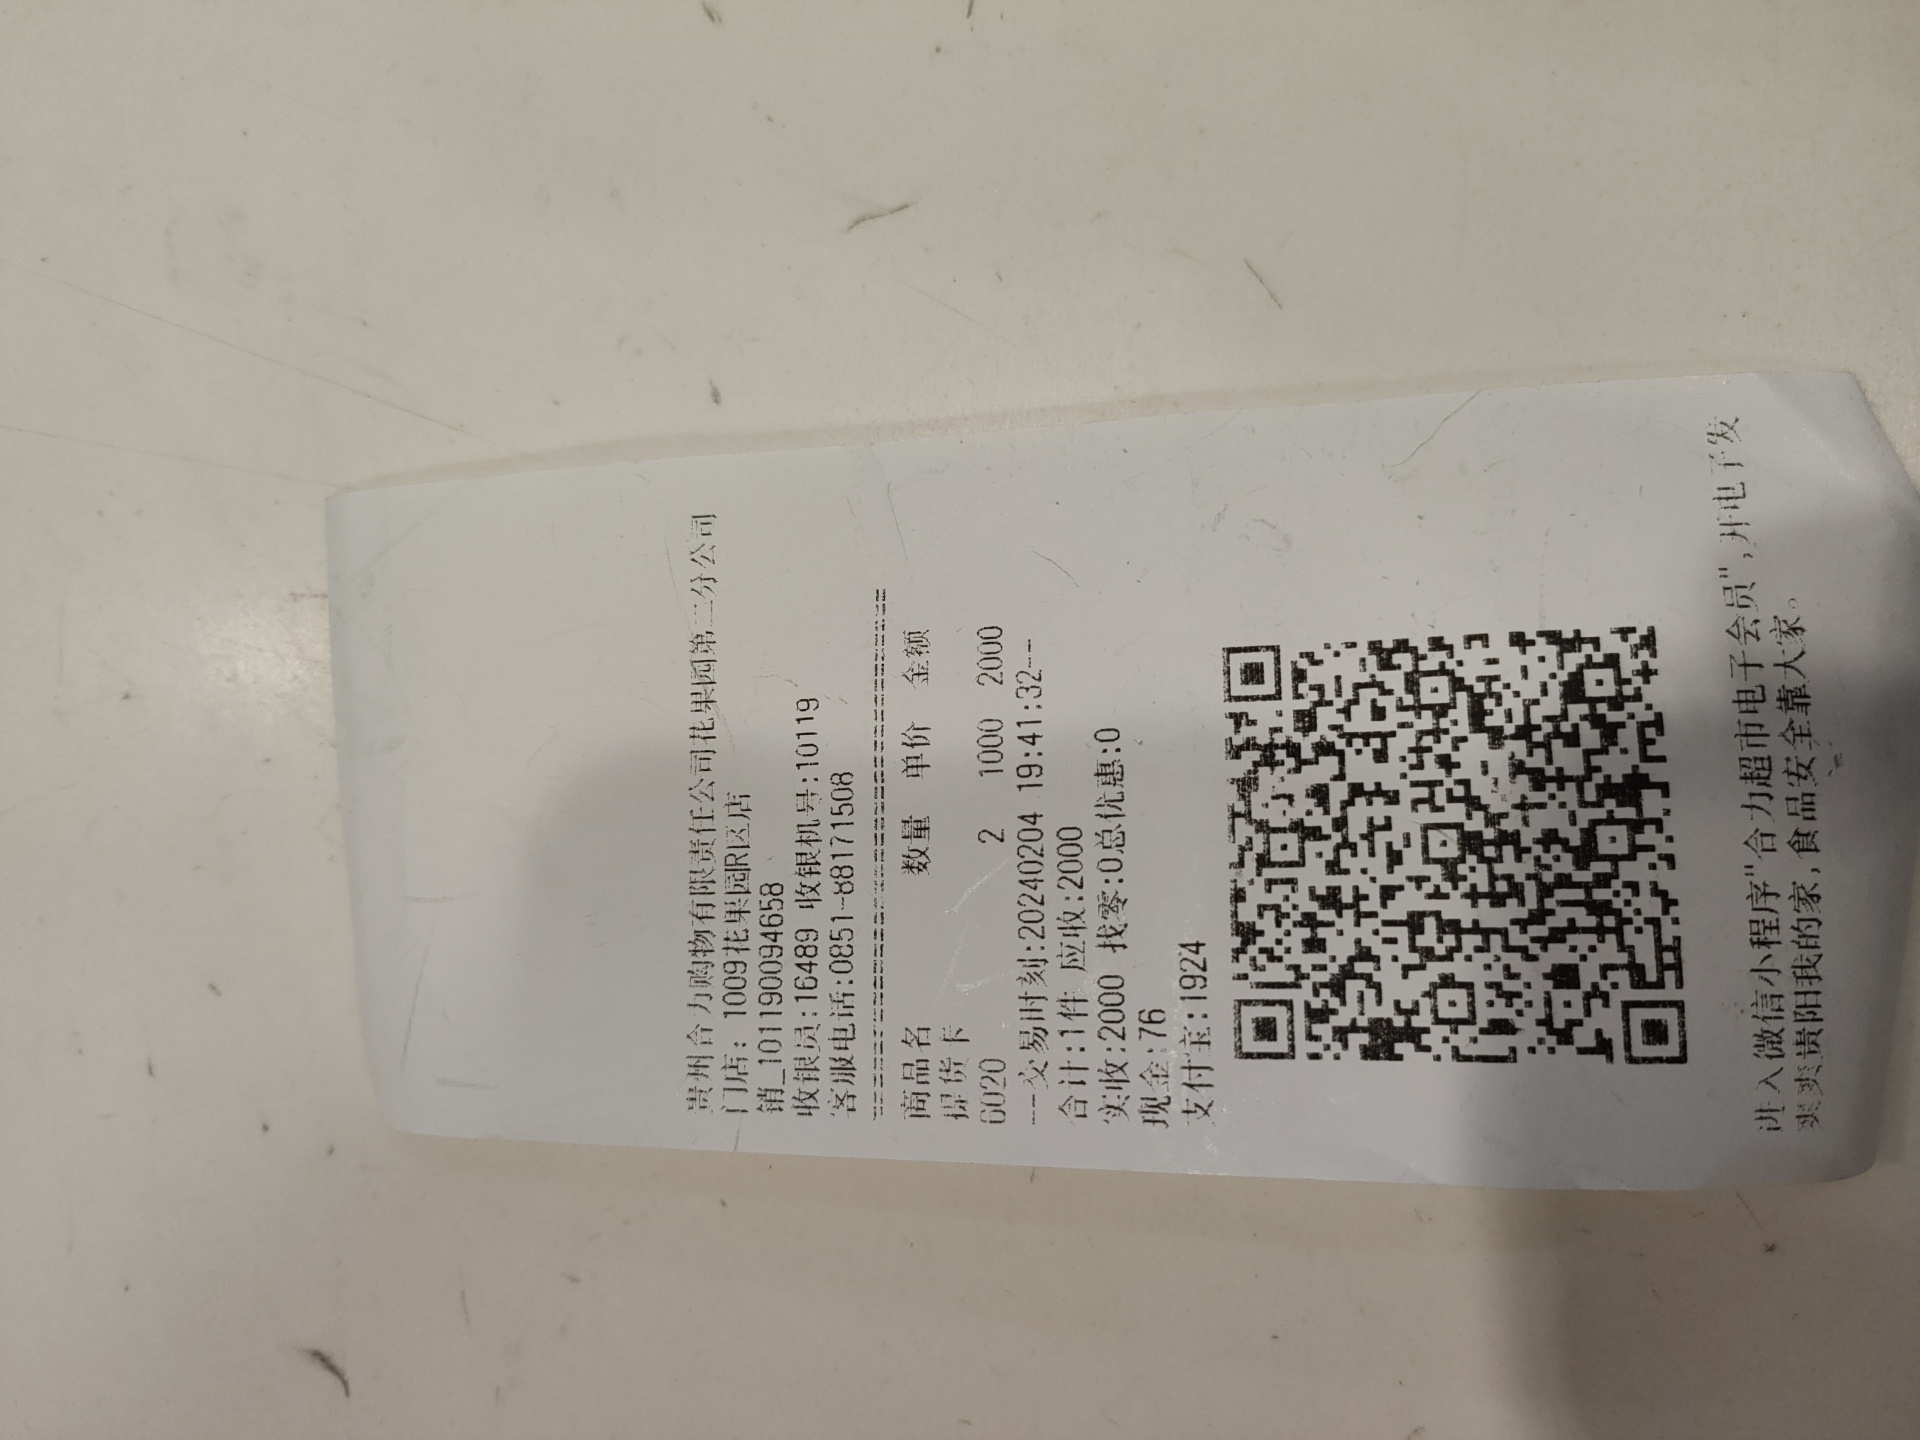 贵州合力购物有限责任公司花果园第二分公司
门店: 1009花果园R区店
销_10119009​4658
收银员:16489 收银机号:10119
客服电话:0851-88171508
商品名 数量 单价 金额
提货卡
6020 2 1000 2000
--交易时刻:20240204 19:41:32--
合计:1件 应收:2000
实收:2000 找零:0总优惠:0
现金:76
支付宝:1924
进入微信小程序"合力超市电子会员",开电子发
爽爽贵阳我的家,食品安全靠大家。